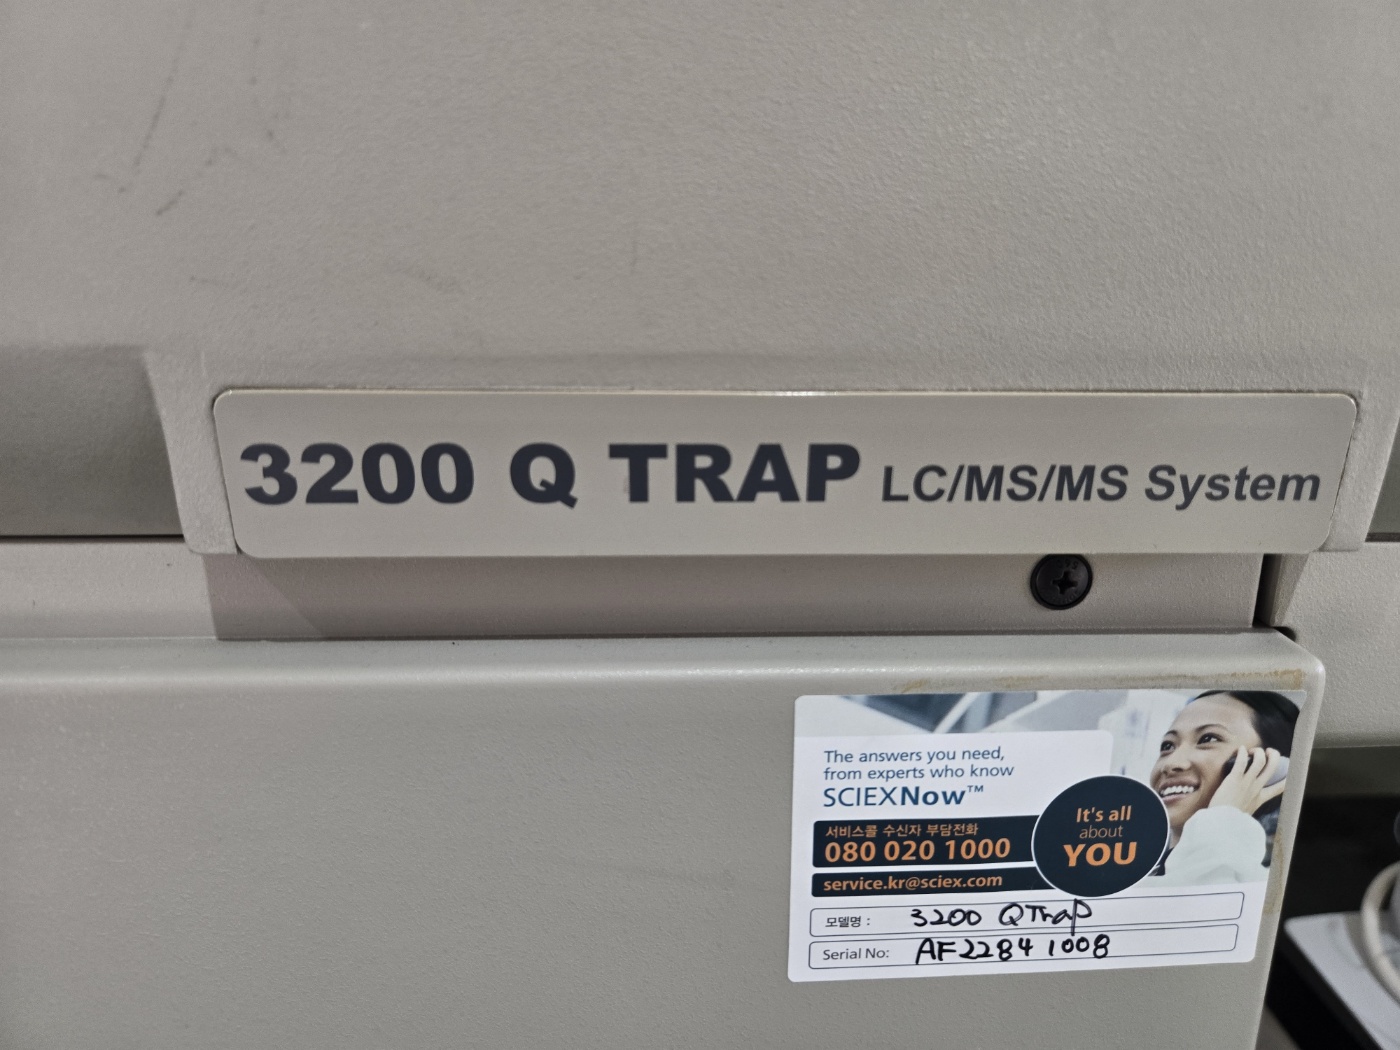 3200 Q TRAP LC/MS/MS System
The answers you need,
from experts who know
SCIEXNow™
서비스콜 수신자 부담전화
080 020 1000
service.kr@sciex.com
It's all
about
YOU
모델명 : 3200 QTrap
Serial No: AF22841008